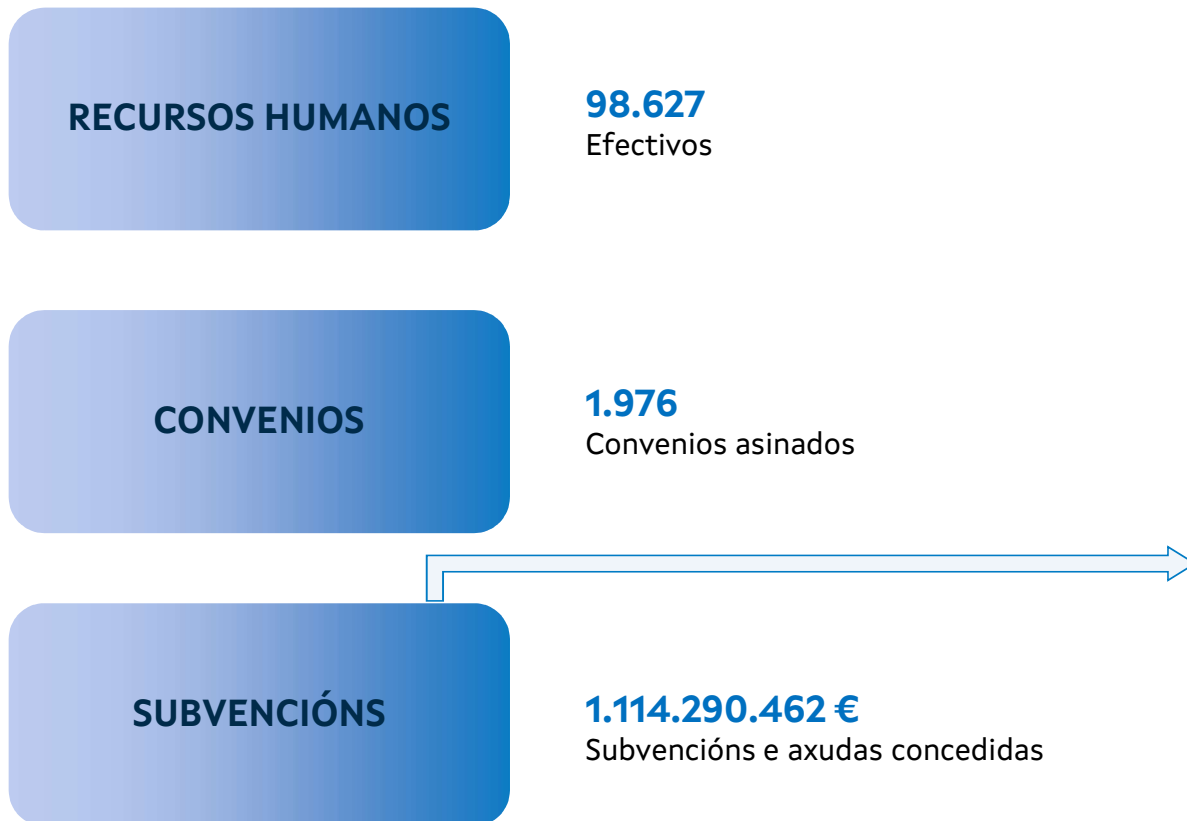 RECURSOS HUMANOS
98.627
Efectivos
CONVENIOS
1.976
Convenios asinados
SUBVENCIÓNS
1.114.290.462 €
Subvencións e axudas concedidas